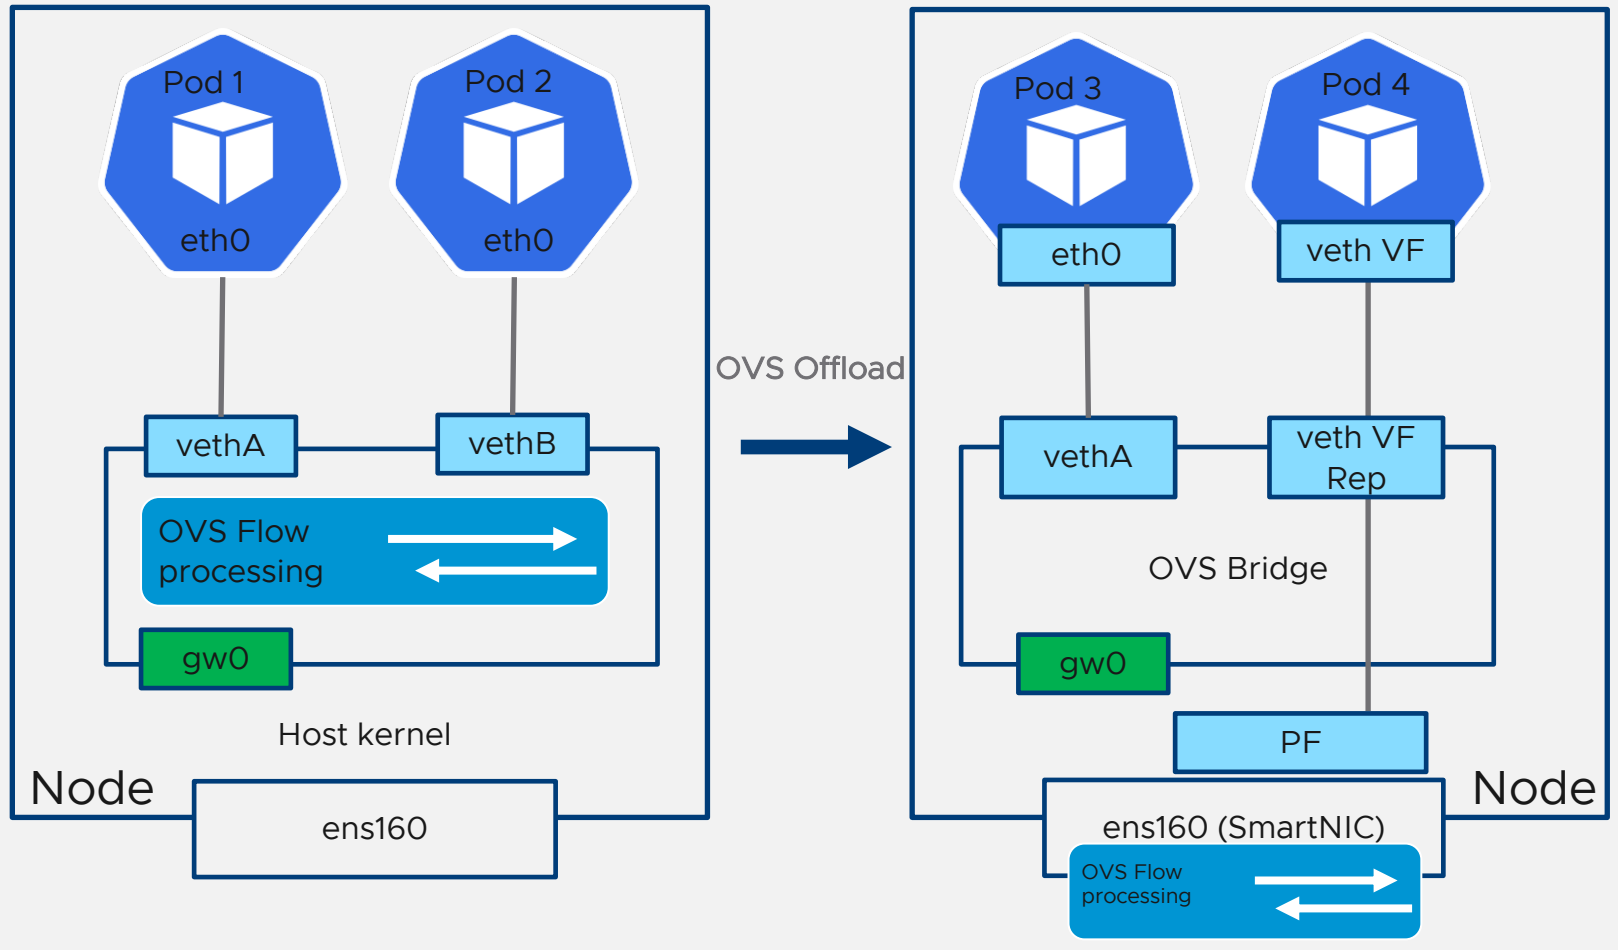 Pod 1
Pod 2
eth0
eth0
vethA
vethB
OVS Flow
processing
gw0
Host kernel
Node
ens160
OVS Offload
Pod 3
Pod 4
eth0
veth VF
vethA
veth VF
Rep
OVS Bridge
gw0
PF
Node
ens160 (SmartNIC)
OVS Flow
processing